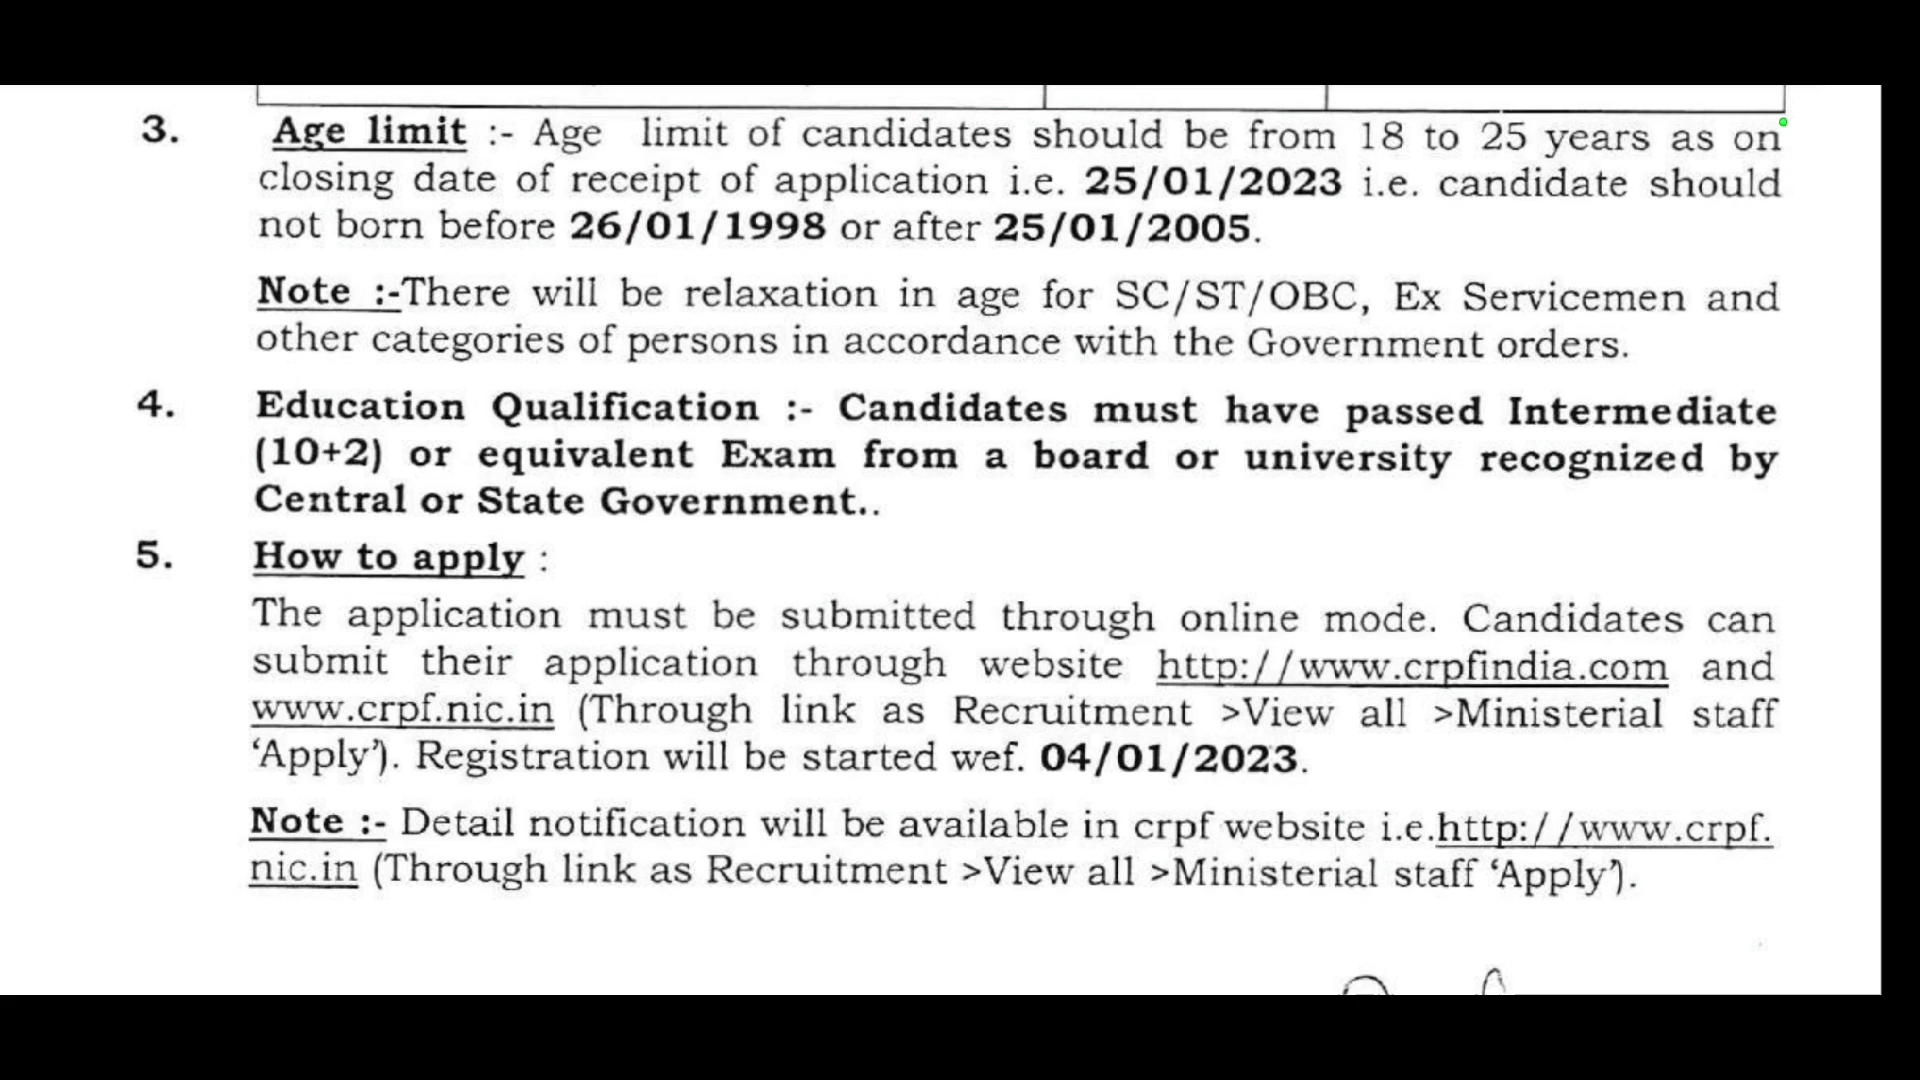 3. Age limit :- Age limit of candidates should be from 18 to 25 years as on
closing date of receipt of application i.e. 25/01/2023 i.e. candidate should
not born before 26/01/1998 or after 25/01/2005.
Note :-There will be relaxation in age for SC/ST/OBC, Ex Servicemen and
other categories of persons in accordance with the Government orders.
4. Education Qualification :- Candidates must have passed Intermediate
(10+2) or equivalent Exam from a board or university recognized by
Central or State Government..
5. How to apply :
The application must be submitted through online mode. Candidates can
submit their application through website http://www.crpfindia.com and
www.crpf.nic.in (Through link as Recruitment >View all >Ministerial staff
‘Apply’). Registration will be started wef. 04/01/2023.
Note :- Detail notification will be available in crpf website i.e.http://www.crpf.
nic.in (Through link as Recruitment >View all >Ministerial staff ‘Apply’).